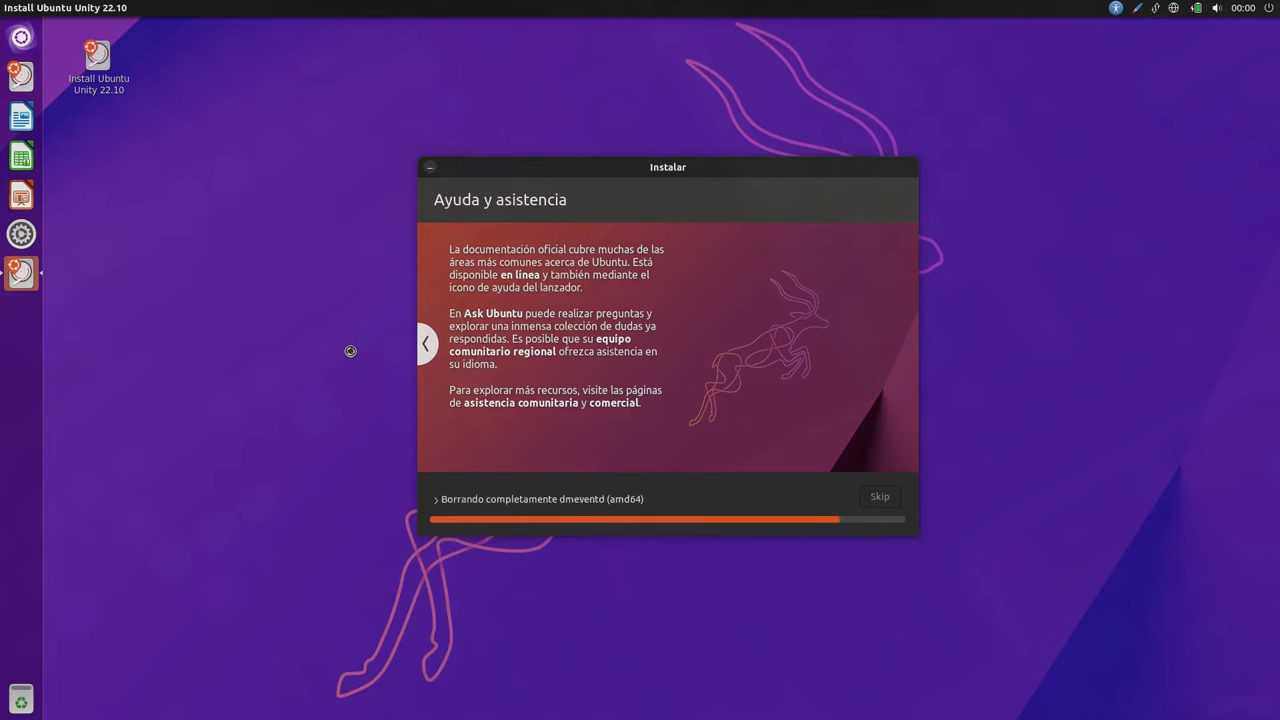 Install Ubuntu Unity 22.10
00:00
Install Ubuntu
Unity 22.10
Instalar
Ayuda y asistencia
La documentación oficial cubre muchas de las
áreas más comunes acerca de Ubuntu. Está
disponible en línea y también mediante el
icono de ayuda del lanzador.
En Ask Ubuntu puede realizar preguntas y
explorar una inmensa colección de dudas ya
respondidas. Es posible que su equipo
comunitario regional ofrezca asistencia en
su idioma.
Para explorar más recursos, visite las páginas
de asistencia comunitaria y comercial.
Borrando completamente dmeventd (amd64)
Skip